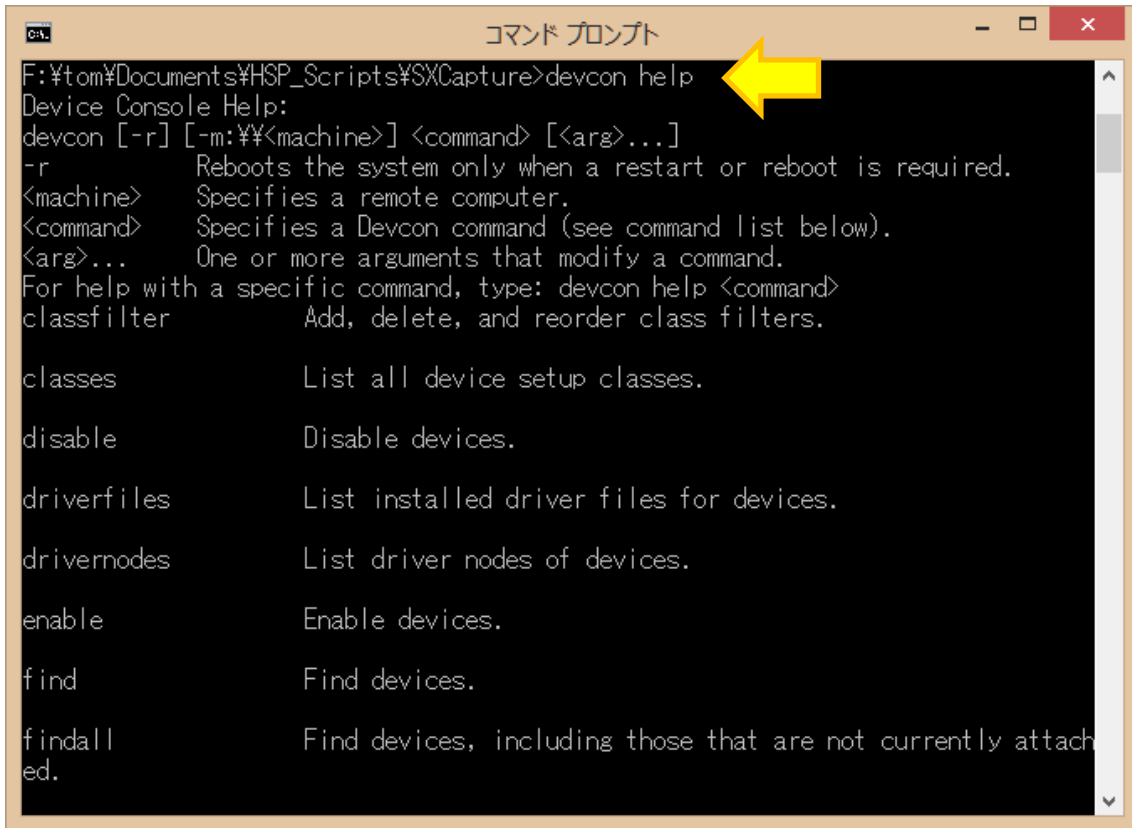 コマンド プロンプト
F:¥tom¥Documents¥HSP_Scripts¥SXCapture>devcon help
Device Console Help:
devcon [-r] [-m:¥¥<machine>] <command> [<arg>...]
-r Reboots the system only when a restart or reboot is required.
<machine> Specifies a remote computer.
<command> Specifies a Devcon command (see command list below).
<arg>... One or more arguments that modify a command.
For help with a specific command, type: devcon help <command>
classfilter Add, delete, and reorder class filters.
classes List all device setup classes.
disable Disable devices.
driverfiles List installed driver files for devices.
drivernodes List driver nodes of devices.
enable Enable devices.
find Find devices.
findall Find devices, including those that are not currently attach
ed.